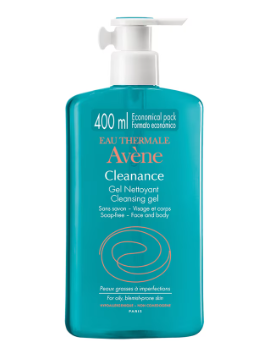 400 ml Economical pack
Formato económico
EAU THERMALE
Avène
Cleanance
Gel Nettoyant
Cleansing gel
Sans savon – Visage et corps
Soap-free – Face and body
Peaux grasses à imperfections
For oily, blemish-prone skin
PARIS